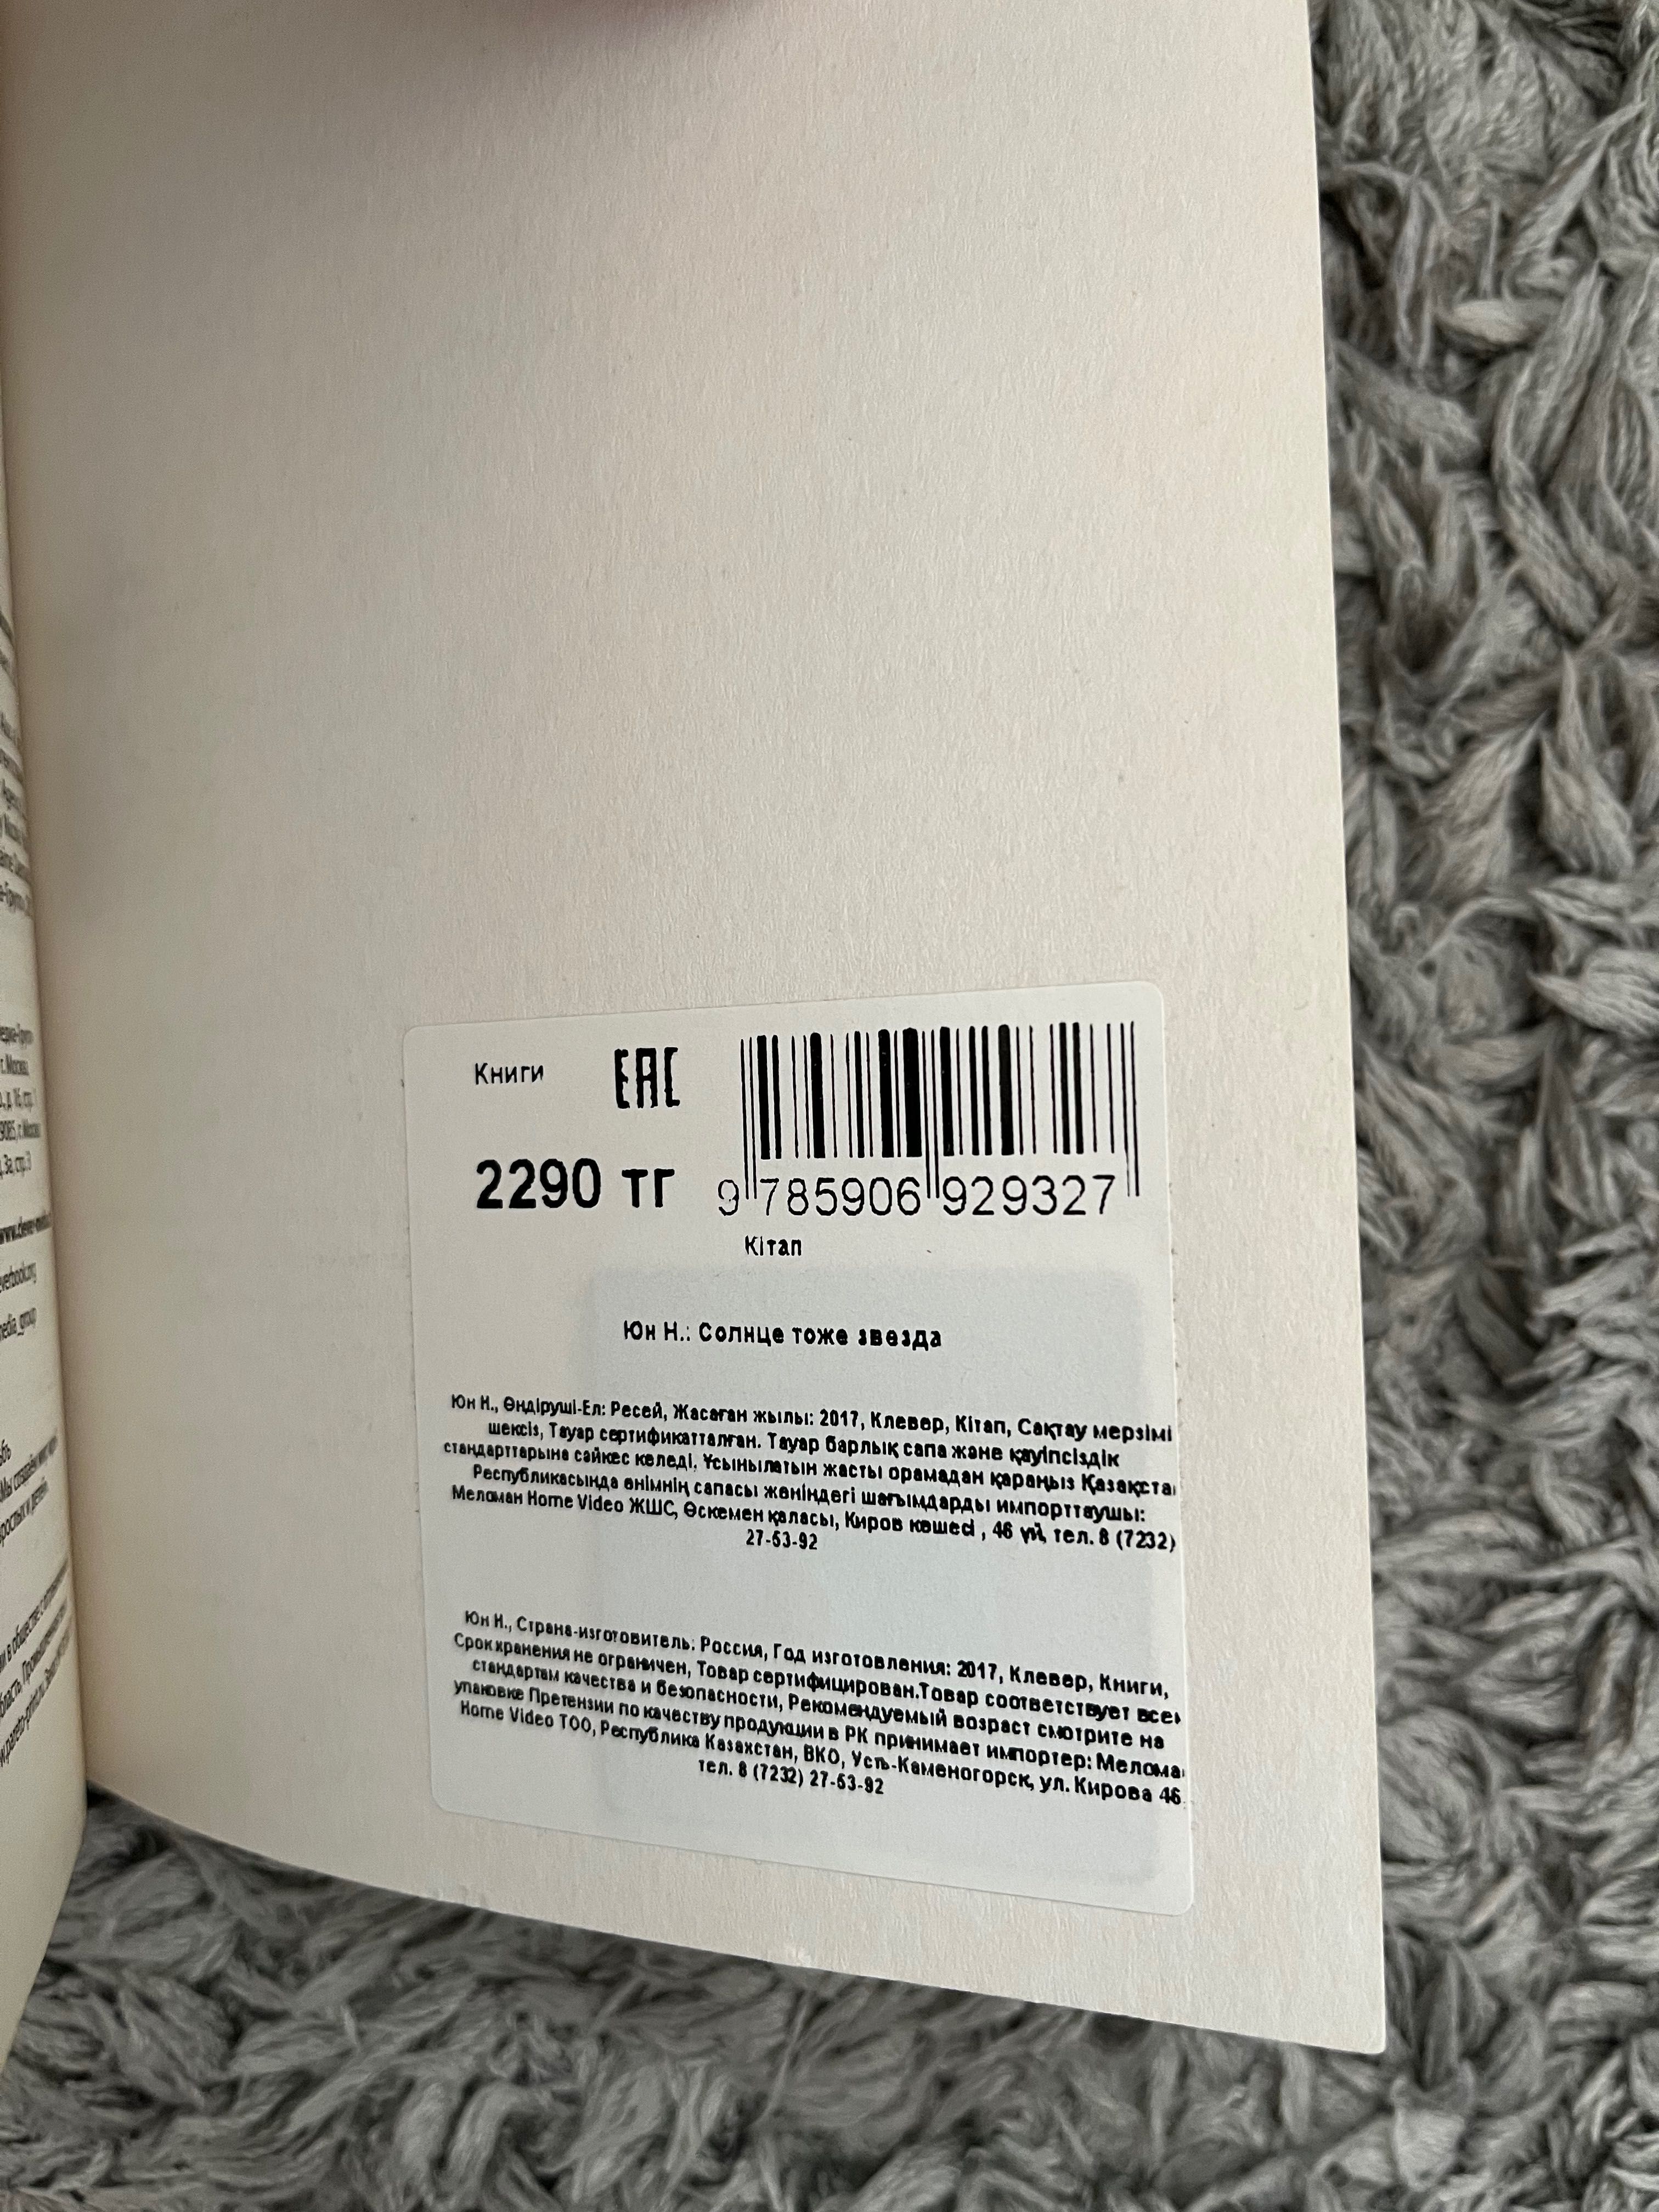 Книги
EAC
2290 тг
9 785906 929327
Кітап
Юн Н.: Солнце тоже звезда
Юн Н., Өндіруші-Ел: Ресей, Жасаған жылы: 2017, Клевер, Кітап, Сақтау мерзімі
шексіз, Тауар сертификатталған. Тауар барлық сапа және қауіпсіздік
стандарттарына сәйкес келеді. Ұсынылатын жасты орамадан қараңыз Қазақста
Республикасында өнімнің сапасы жөніндегі шағымдарды импорттаушы:
Меломан Home Video ЖШС, Өскемен қаласы, Киров көшесі , 46 үй, тел. 8 (7232)
27-53-92
Юн Н., Страна-изготовитель: Россия, Год изготовления: 2017, Клевер, Книги,
Срок хранения не ограничен, Товар сертифицирован.Товар соответствует все
стандартам качества и безопасности, Рекомендуемый возраст смотрите на
упаковке Претензии по качеству продукции в РК принимает импортер: Мелома
Home Video ТОО, Республика Казахстан, ВКО, Усть-Каменогорск, ул. Кирова 46
тел. 8 (7232) 27-53-92